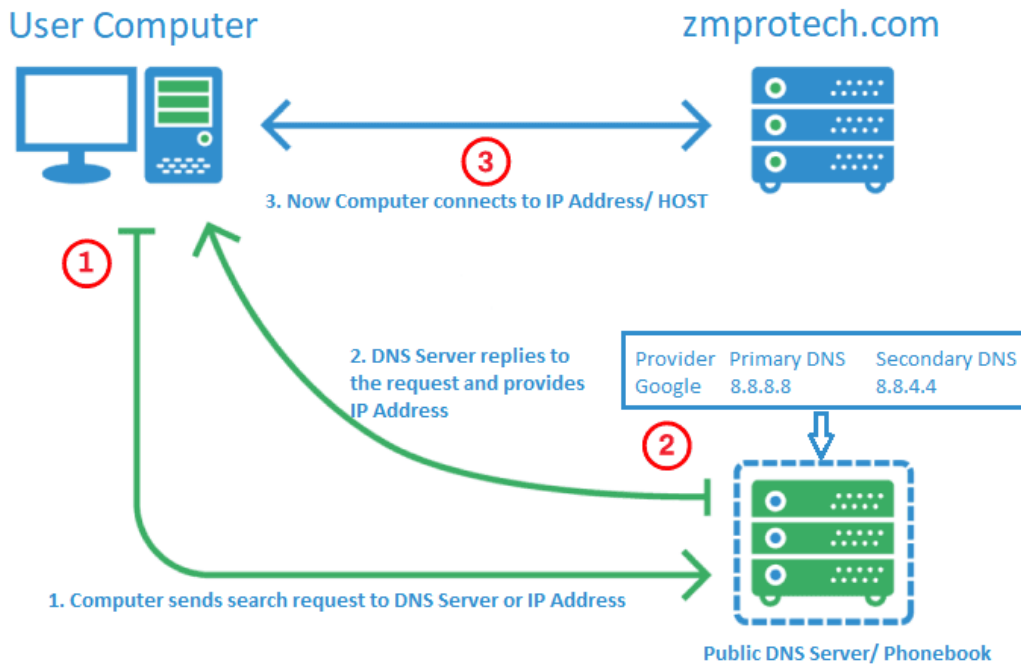 User Computer
zmprotech.com
3
3. Now Computer connects to IP Address/ HOST
1
2. DNS Server replies to
the request and provides
IP Address
Provider Primary DNS Secondary DNS
Google 8.8.8.8 8.8.4.4
2
1. Computer sends search request to DNS Server or IP Address
Public DNS Server/ Phonebook